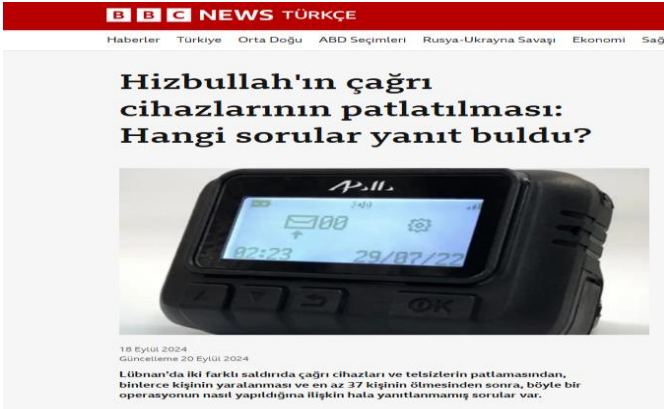 BBC NEWS TÜRKÇE
Haberler Türkiye Orta Doğu ABD Seçimleri Rusya-Ukrayna Savaşı Ekonomi
Hizbullah'ın çağrı
cihazlarının patlatılması:
Hangi sorular yanıt buldu?
00
02:23 29/07/22
OK
18 Eylül 2024
Güncelleme 20 Eylül 2024
Lübnan'da iki farklı saldırıda çağrı cihazları ve telsizlerin patlamasından,
binlerce kişinin yaralanması ve en az 37 kişinin ölmesinden sonra, böyle bir
operasyonun nasıl yapıldığına ilişkin hala yanıtlanmamış sorular var.